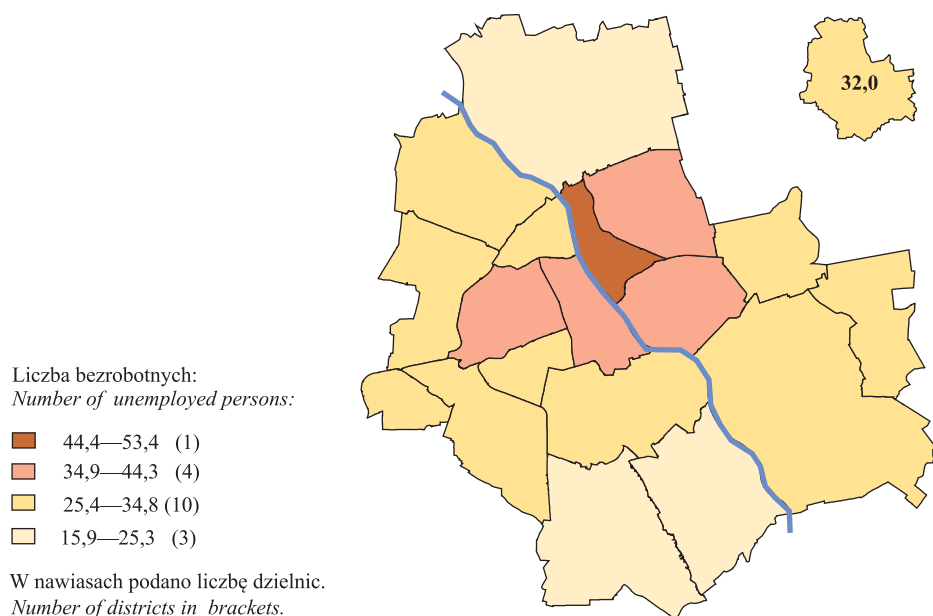 32,0
Liczba bezrobotnych:
Number of unemployed persons:
44,4—53,4 (1)
34,9—44,3 (4)
25,4—34,8 (10)
15,9—25,3 (3)
W nawiasach podano liczbę dzielnic.
Number of districts in brackets.